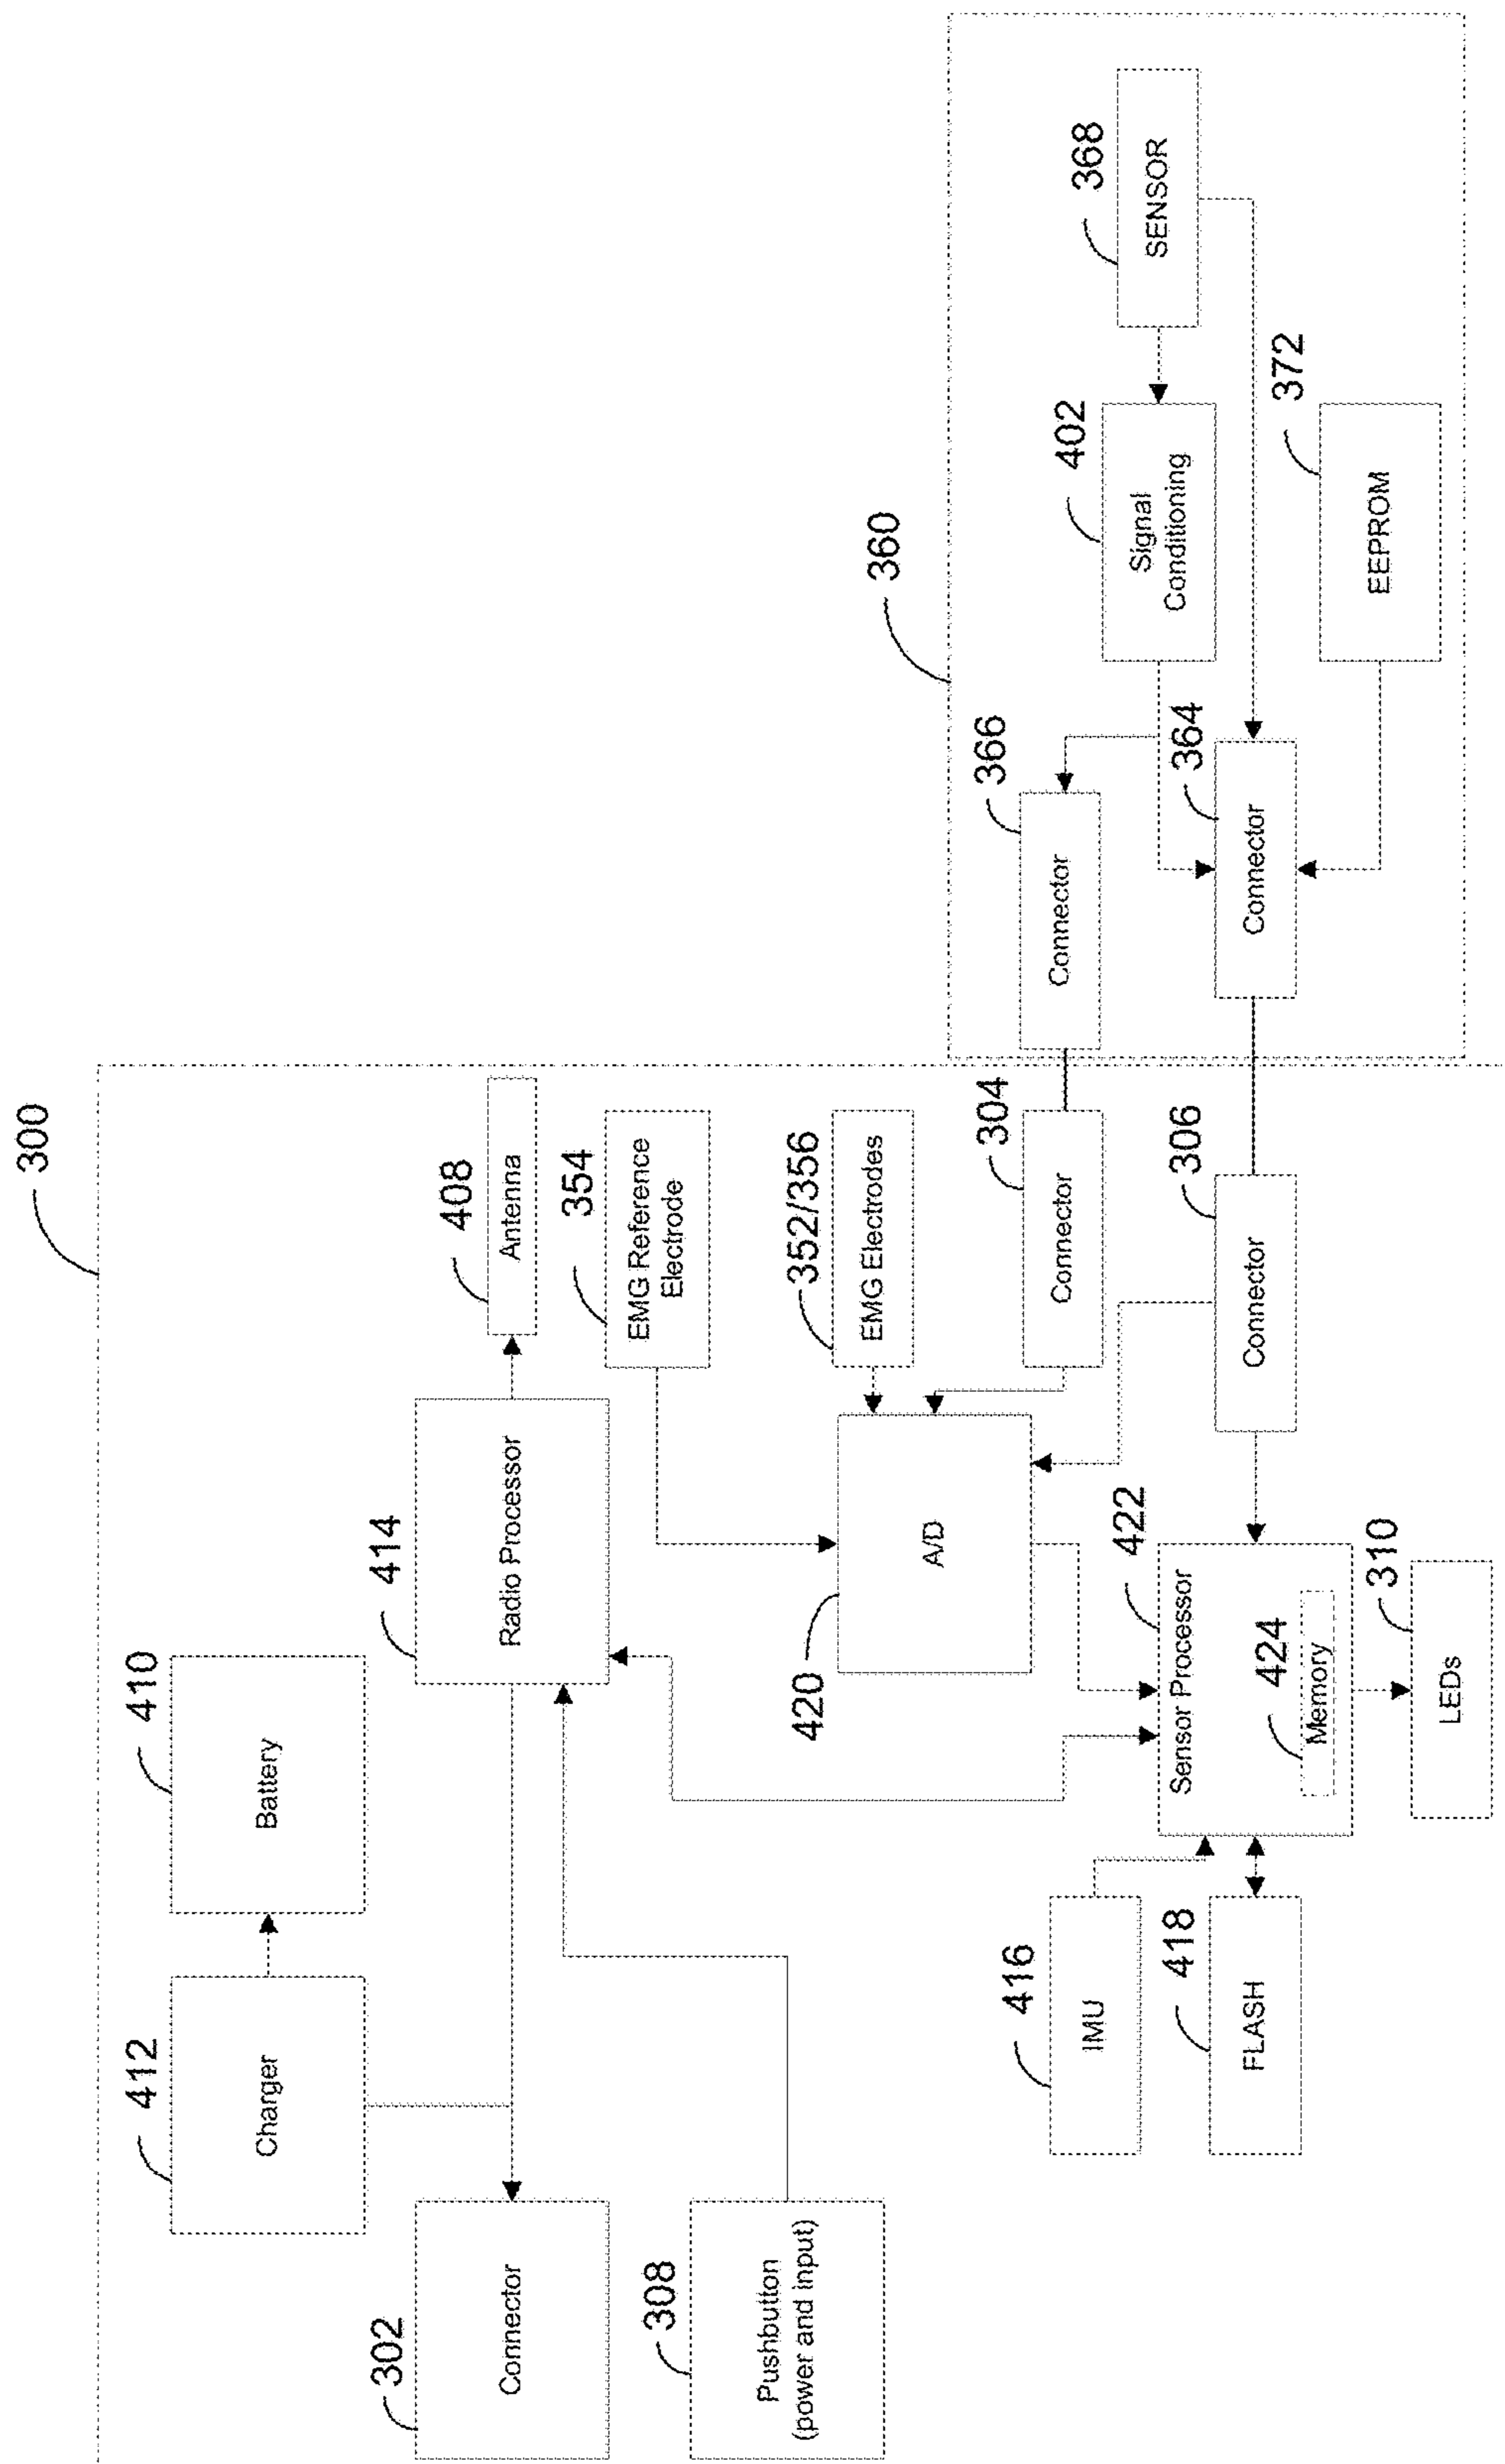 300
412
410
Charger
Battery
302
414
408
Connector
Radio Processor
Antenna
354
EMG Reference
Electrode
308
Pushbutton
(power and input)
420
352/356
EMG Electrodes
360
A/D
304
366
416
IMU
Connector
Connector
402
368
Signal
Conditioning
SENSOR
422
Sensor Processor
418
306
364
FLASH
Connector
Connector
424
Memory
372
EEPROM
310
LEDs